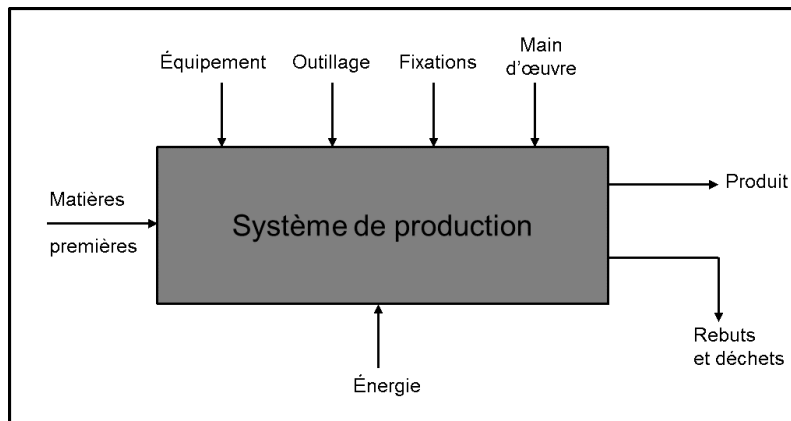 Équipement
Outillage
Fixations
Main
d'œuvre
Matières
premières
Système de production
Produit
Rebuts
et déchets
Énergie